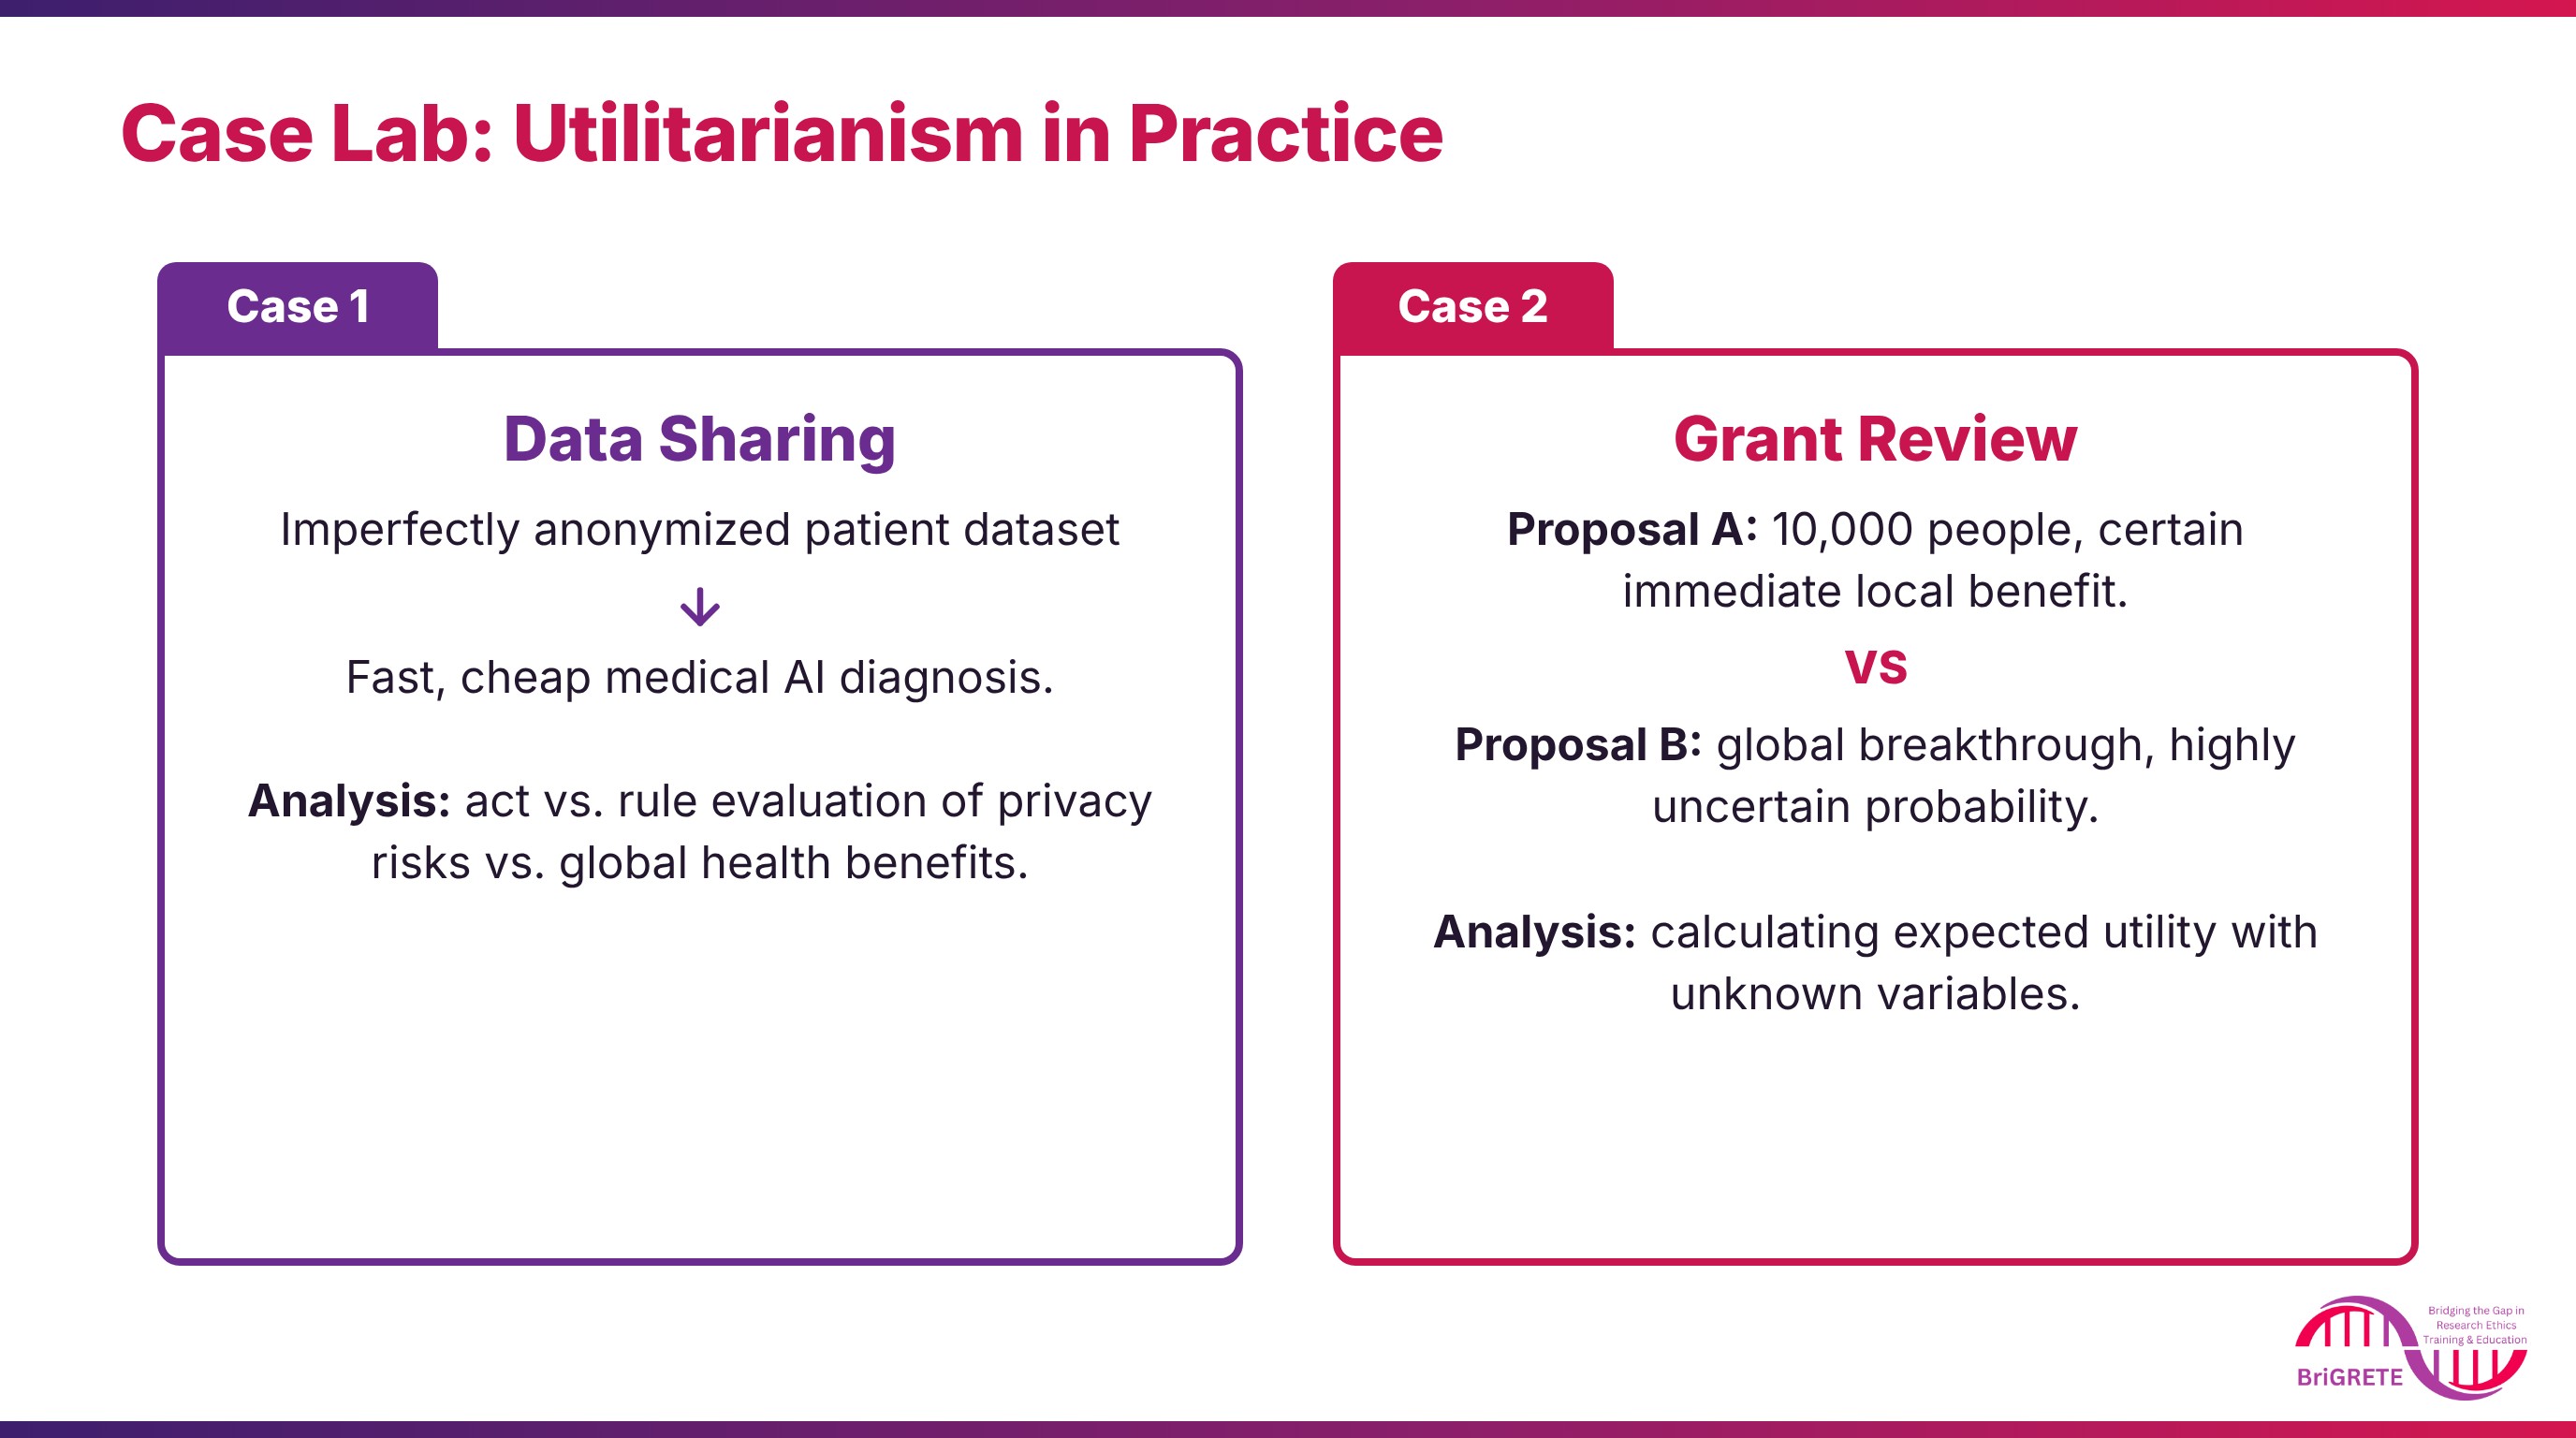 Case Lab: Utilitarianism in Practice
Case 1
Data Sharing
Imperfectly anonymized patient dataset
↓
Fast, cheap medical AI diagnosis.
Analysis: act vs. rule evaluation of privacy
risks vs. global health benefits.
Case 2
Grant Review
Proposal A: 10,000 people, certain
immediate local benefit.
VS
Proposal B: global breakthrough, highly
uncertain probability.
Analysis: calculating expected utility with
unknown variables.
Bridging the Gap in
Research Ethics
Training & Education
BriGRETE